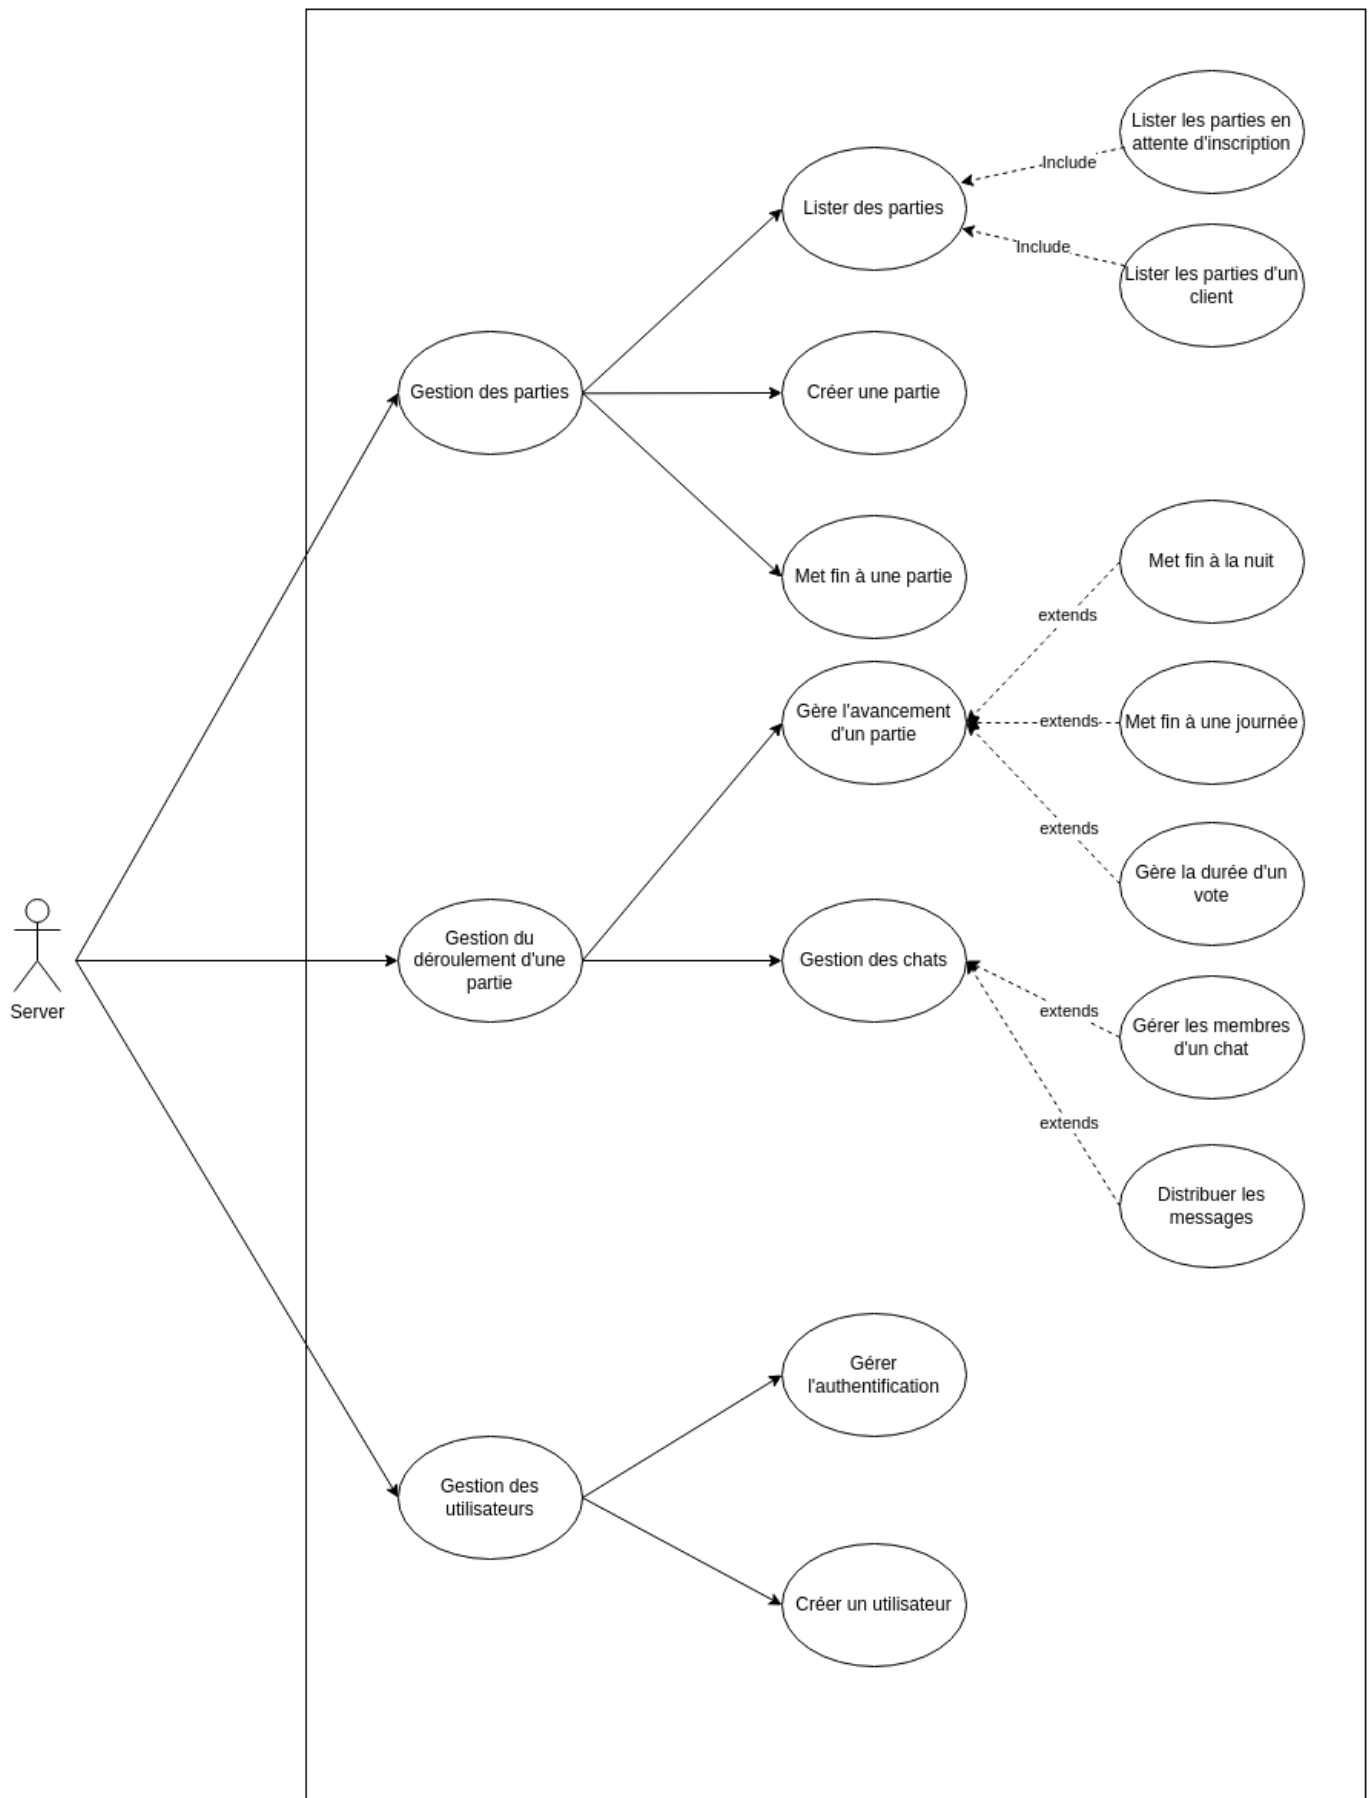 Lister les parties en
attente d'inscription
Include
Lister des parties
Include
Lister les parties d'un
client
Gestion des parties
Créer une partie
Met fin à une partie
Met fin à la nuit
extends
Gère l'avancement
d'un partie
extends
Met fin à une journée
extends
Gère la durée d'un
vote
Server
Gestion du
déroulement d'une
partie
Gestion des chats
extends
Gérer les membres
d'un chat
extends
Distribuer les
messages
Gérer
l'authentification
Gestion des
utilisateurs
Créer un utilisateur